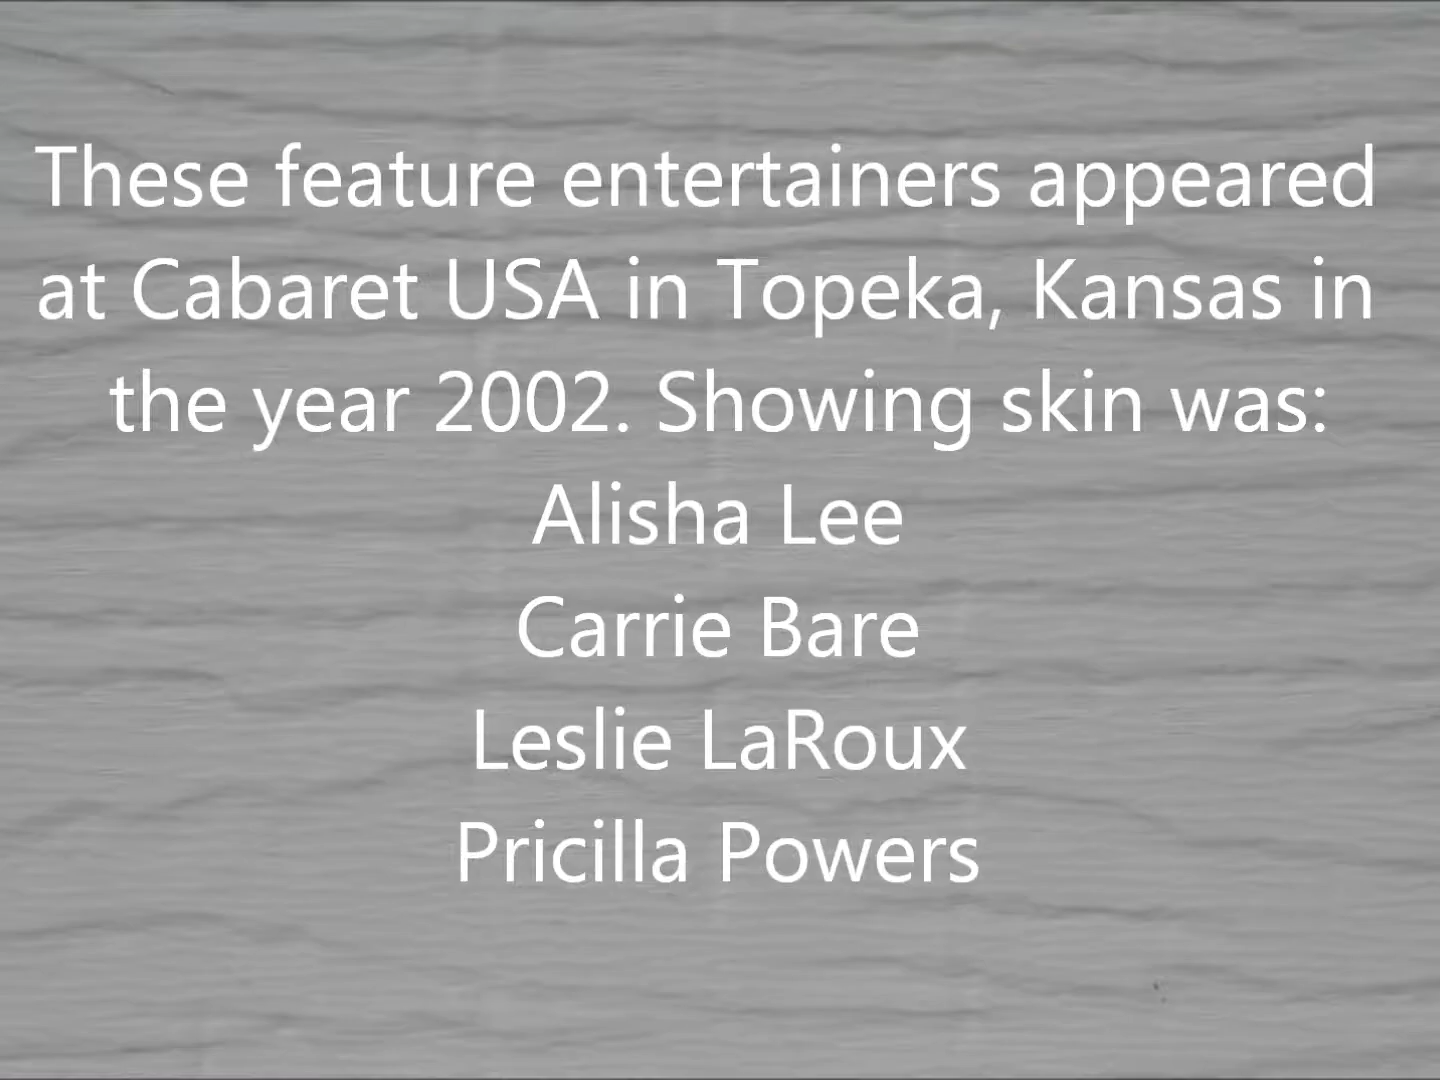 These feature entertainers appeared
at Cabaret USA in Topeka, Kansas in
the year 2002. Showing skin was:
Alisha Lee
Carrie Bare
Leslie LaRoux
Pricilla Powers